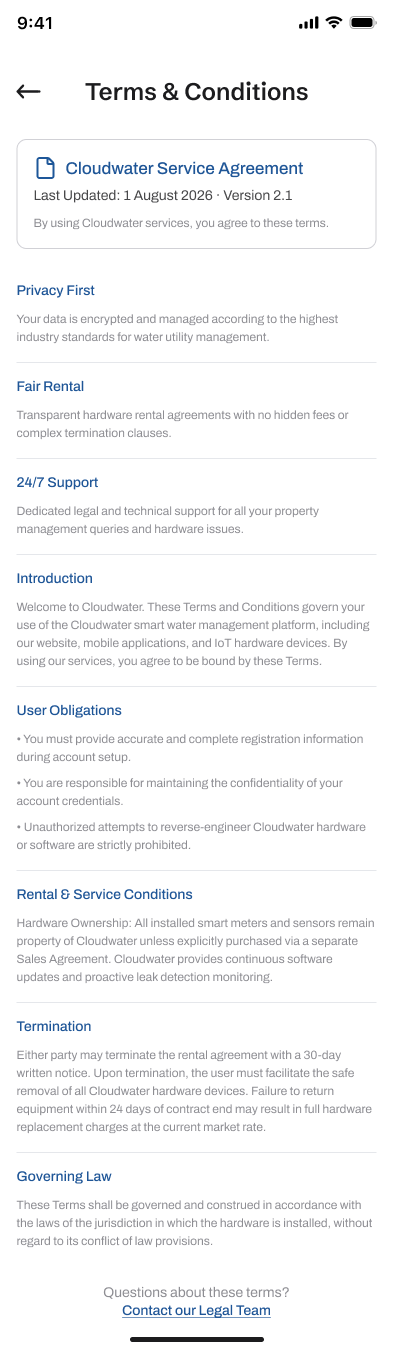 9:41
Terms & Conditions
Cloudwater Service Agreement
Last Updated: 1 August 2026 · Version 2.1
By using Cloudwater services, you agree to these terms.
Privacy First
Your data is encrypted and managed according to the highest
industry standards for water utility management.
Fair Rental
Transparent hardware rental agreements with no hidden fees or
complex termination clauses.
24/7 Support
Dedicated legal and technical support for all your property
management queries and hardware issues.
Introduction
Welcome to Cloudwater. These Terms and Conditions govern your
use of the Cloudwater smart water management platform, including
our website, mobile applications, and IoT hardware devices. By
using our services, you agree to be bound by these Terms.
User Obligations
• You must provide accurate and complete registration information
during account setup.
• You are responsible for maintaining the confidentiality of your
account credentials.
• Unauthorized attempts to reverse-engineer Cloudwater hardware
or software are strictly prohibited.
Rental & Service Conditions
Hardware Ownership: All installed smart meters and sensors remain
property of Cloudwater unless explicitly purchased via a separate
Sales Agreement. Cloudwater provides continuous software
updates and proactive leak detection monitoring.
Termination
Either party may terminate the rental agreement with a 30-day
written notice. Upon termination, the user must facilitate the safe
removal of all Cloudwater hardware devices. Failure to return
equipment within 24 days of contract end may result in full hardware
replacement charges at the current market rate.
Governing Law
These Terms shall be governed and construed in accordance with
the laws of the jurisdiction in which the hardware is installed, without
regard to its conflict of law provisions.
Questions about these terms?
Contact our Legal Team